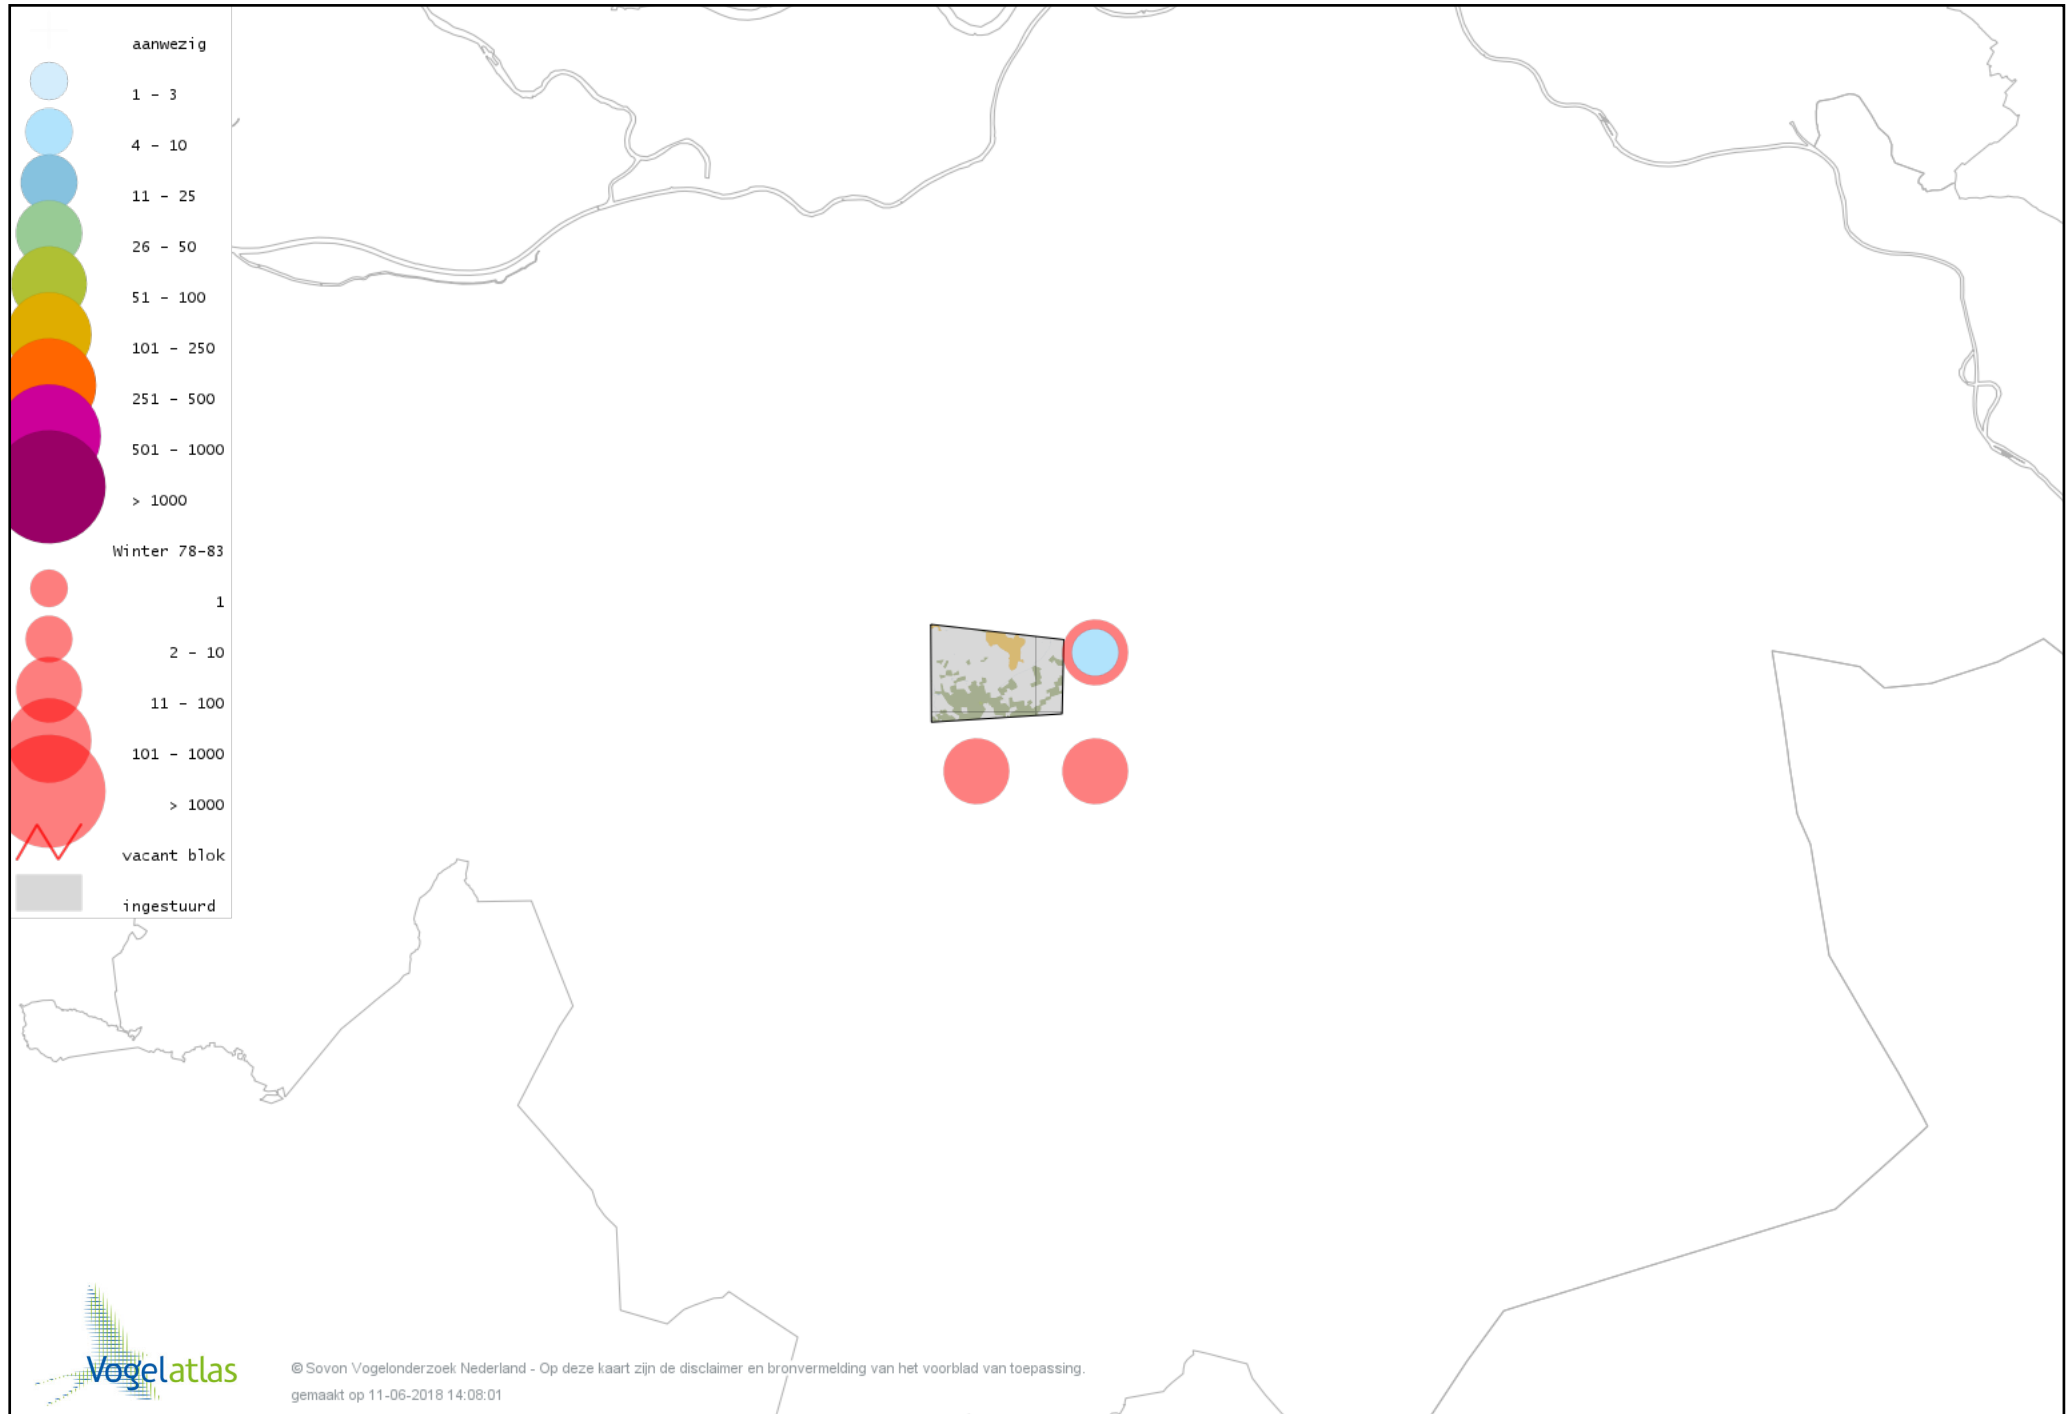 aanwezig
1 - 3
4 - 10
11 - 25
26 - 50
51 - 100
101 - 250
251 - 500
501 - 1000
> 1000
Winter 78-83
1
2 - 10
11 - 100
101 - 1000
> 1000
vacant blok
ingestuurd
Vogelatlas
© Sovon Vogelonderzoek Nederland - Op deze kaart zijn de disclaimer en bronvermelding van het voorblad van toepassing.
gemaakt op 11-06-2018 14:08:01